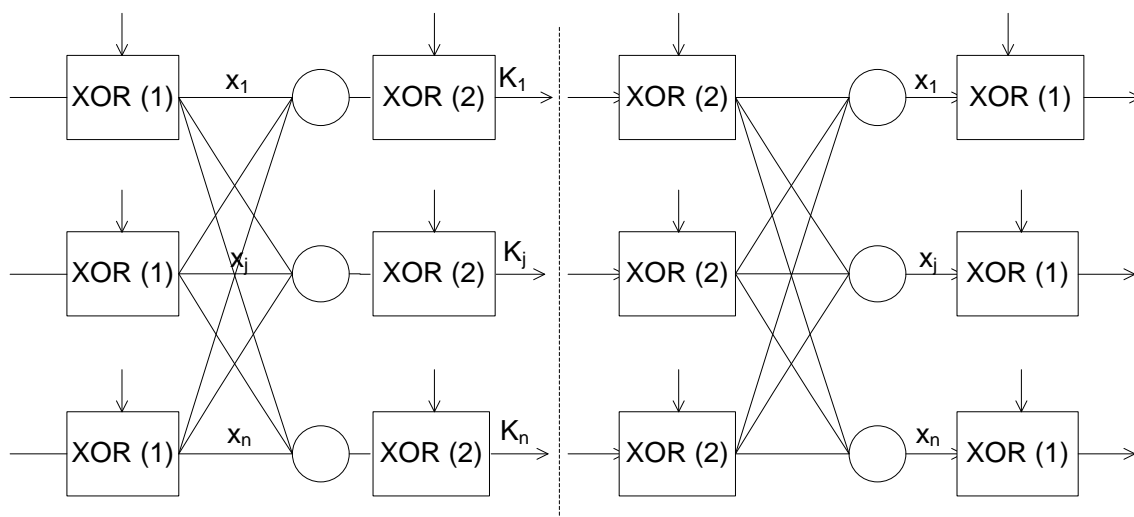 XOR (1) x₁ XOR (2) K₁ XOR (2) x₁ XOR (1)
XOR (1) xⱼ XOR (2) Kⱼ XOR (2) xⱼ XOR (1)
XOR (1) xₙ XOR (2) Kₙ XOR (2) xₙ XOR (1)